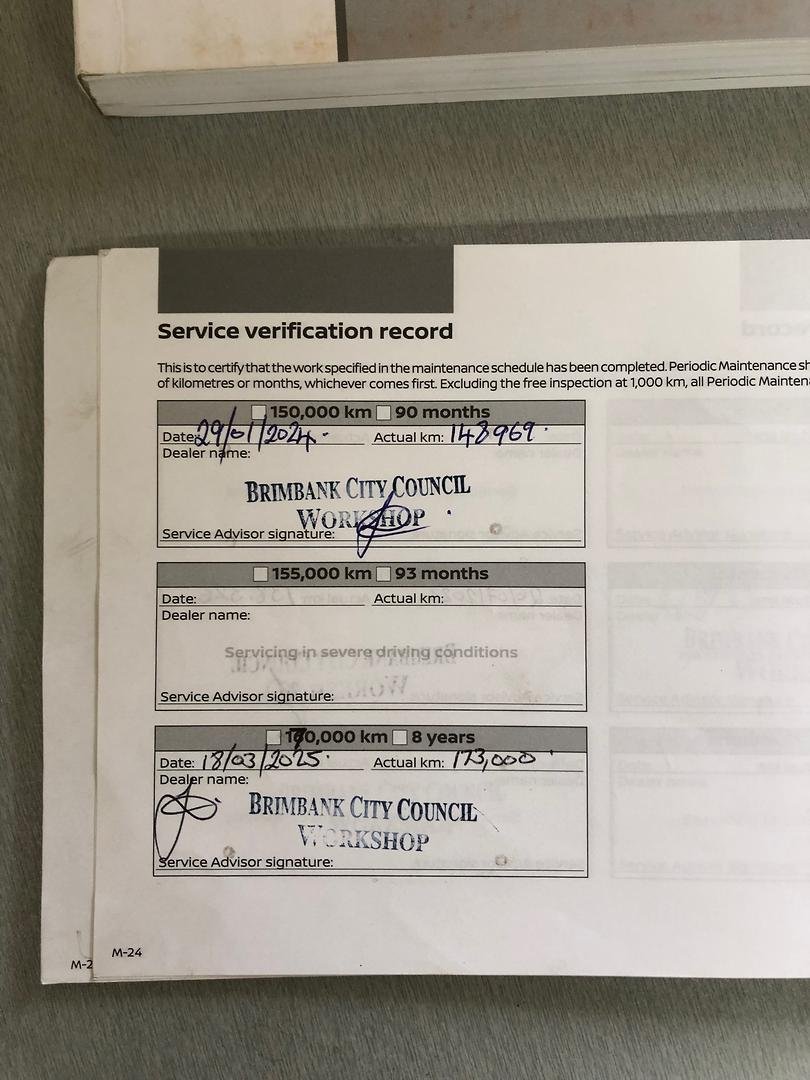 Service verification record
This is to certify that the work specified in the maintenance schedule has been completed. Periodic Maintenance sh
of kilometres or months, whichever comes first. Excluding the free inspection at 1,000 km, all Periodic Mainten
150,000 km 90 months
Date: 29/01/2024. Actual km: 148969.
Dealer name:
BRIMBANK CITY COUNCIL
WORKSHOP
Service Advisor signature:
155,000 km 93 months
Date: Actual km:
Dealer name:
Servicing in severe driving conditions
Service Advisor signature:
170,000 km 8 years
Date: 18/03/2025. Actual km: 173,000
Dealer name:
BRIMBANK CITY COUNCIL
WORKSHOP
Service Advisor signature:
M-24
M-2